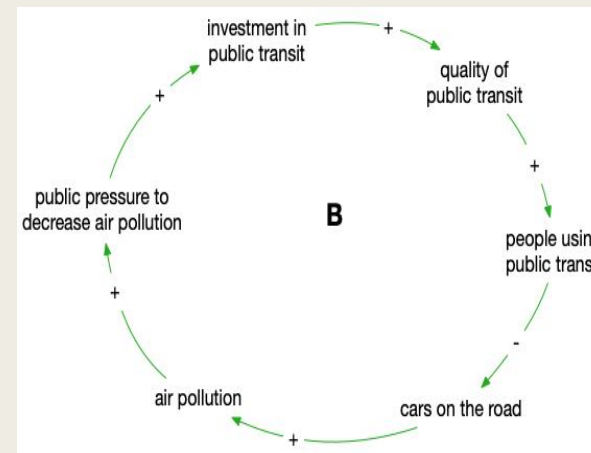 investment in
public transit
+
quality of
public transit
+
people usin
public trans
-
cars on the road
+
air pollution
+
public pressure to
decrease air pollution
+
B